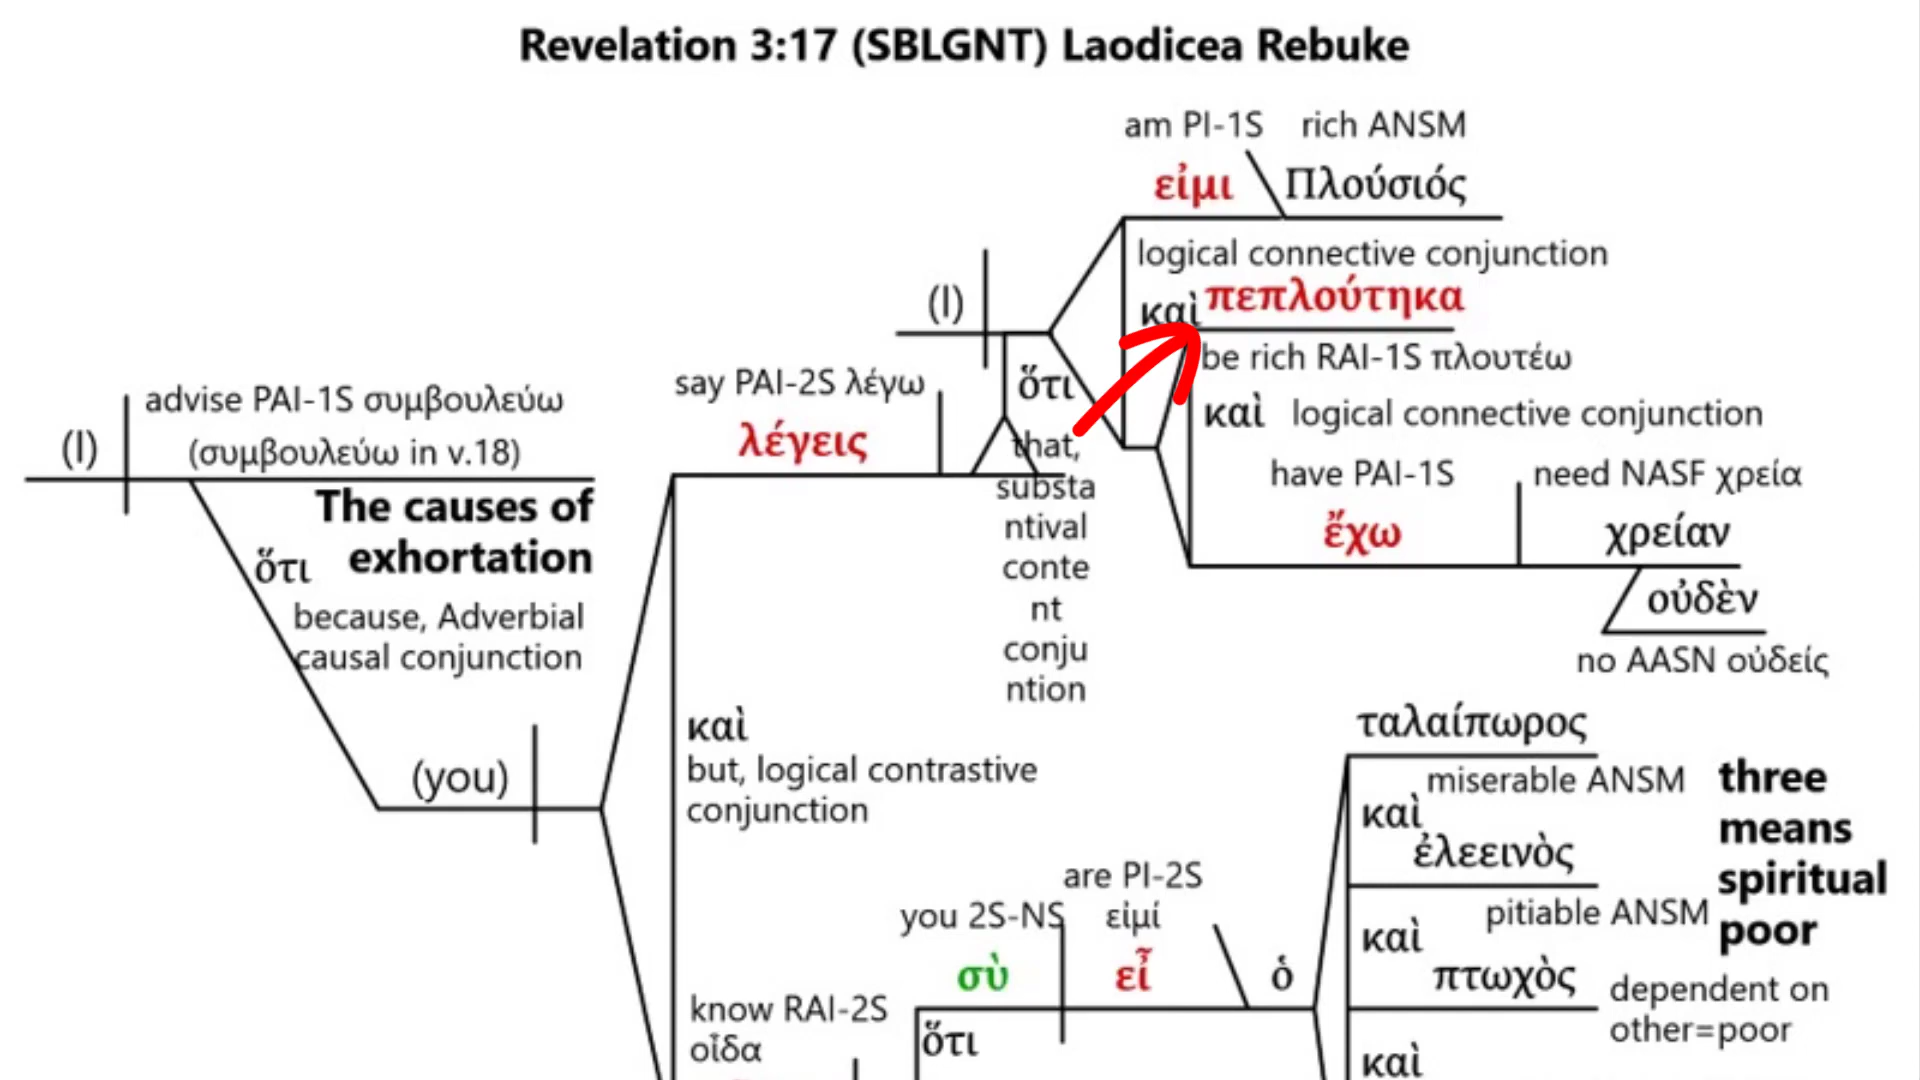 Revelation 3:17 (SBLGNT) Laodicea Rebuke
am PI-1S rich ANSM
εἰμι Πλούσιός
logical connective conjunction
(I)
καὶ πεπλούτηκα
be rich RAI-1S πλουτέω
say PAI-2S λέγω
ὅτι
καὶ logical connective conjunction
advise PAI-1S συμβουλεύω
(I)
(συμβουλεύω in v.18)
λέγεις
that,
substa
ntival
conte
nt
conju
ntion
have PAI-1S need NASF χρεία
ἔχω χρείαν
The causes of
exhortation
ὅτι
because, Adverbial
causal conjunction
οὐδὲν
no AASN οὐδείς
(you)
καὶ
but, logical contrastive
conjunction
ταλαίπωρος
miserable ANSM
καὶ
ἐλεεινὸς
pitiable ANSM
καὶ
πτωχὸς
dependent on
other=poor
καὶ
three
means
spiritual
poor
are PI-2S
you 2S-NS εἰμί
σὺ εἶ ὁ
know RAI-2S
οἶδα
ὅτι